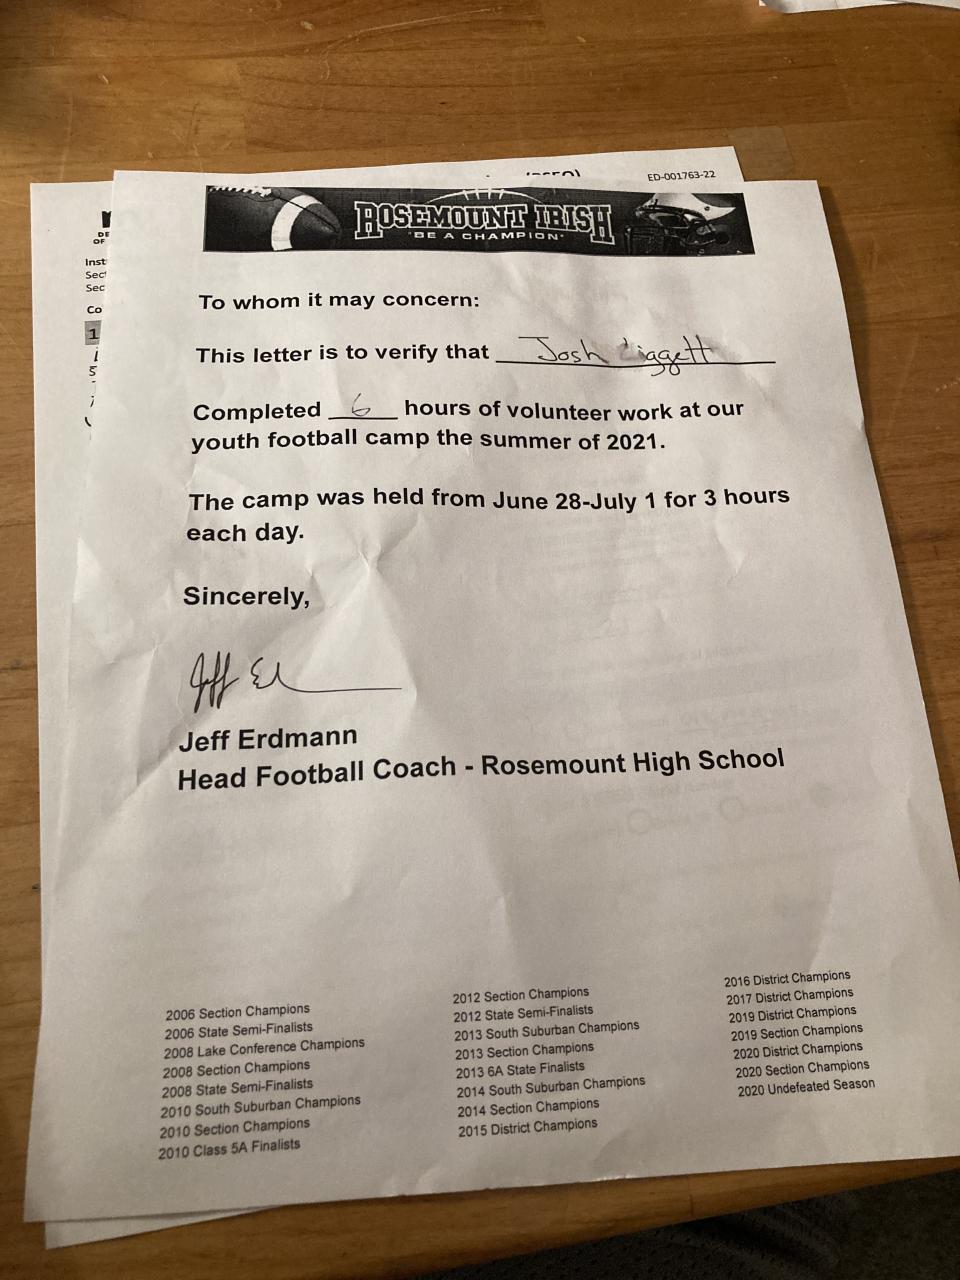 ED-001763-22
DE
OF
Inst
Sec
Sec
Co
1
ROSEMOUNT IRISH
"BE A CHAMPION"
To whom it may concern:
This letter is to verify that Josh Liggett
Completed 6 hours of volunteer work at our
youth football camp the summer of 2021.
The camp was held from June 28-July 1 for 3 hours
each day.
Sincerely,
Jeff Erdmann
Head Football Coach - Rosemount High School
2006 Section Champions
2006 State Semi-Finalists
2008 Lake Conference Champions
2008 Section Champions
2008 State Semi-Finalists
2010 South Suburban Champions
2010 Section Champions
2010 Class 5A Finalists
2012 Section Champions
2012 State Semi-Finalists
2013 South Suburban Champions
2013 Section Champions
2013 6A State Finalists
2014 South Suburban Champions
2014 Section Champions
2015 District Champions
2016 District Champions
2017 District Champions
2019 District Champions
2019 Section Champions
2020 District Champions
2020 Section Champions
2020 Undefeated Season